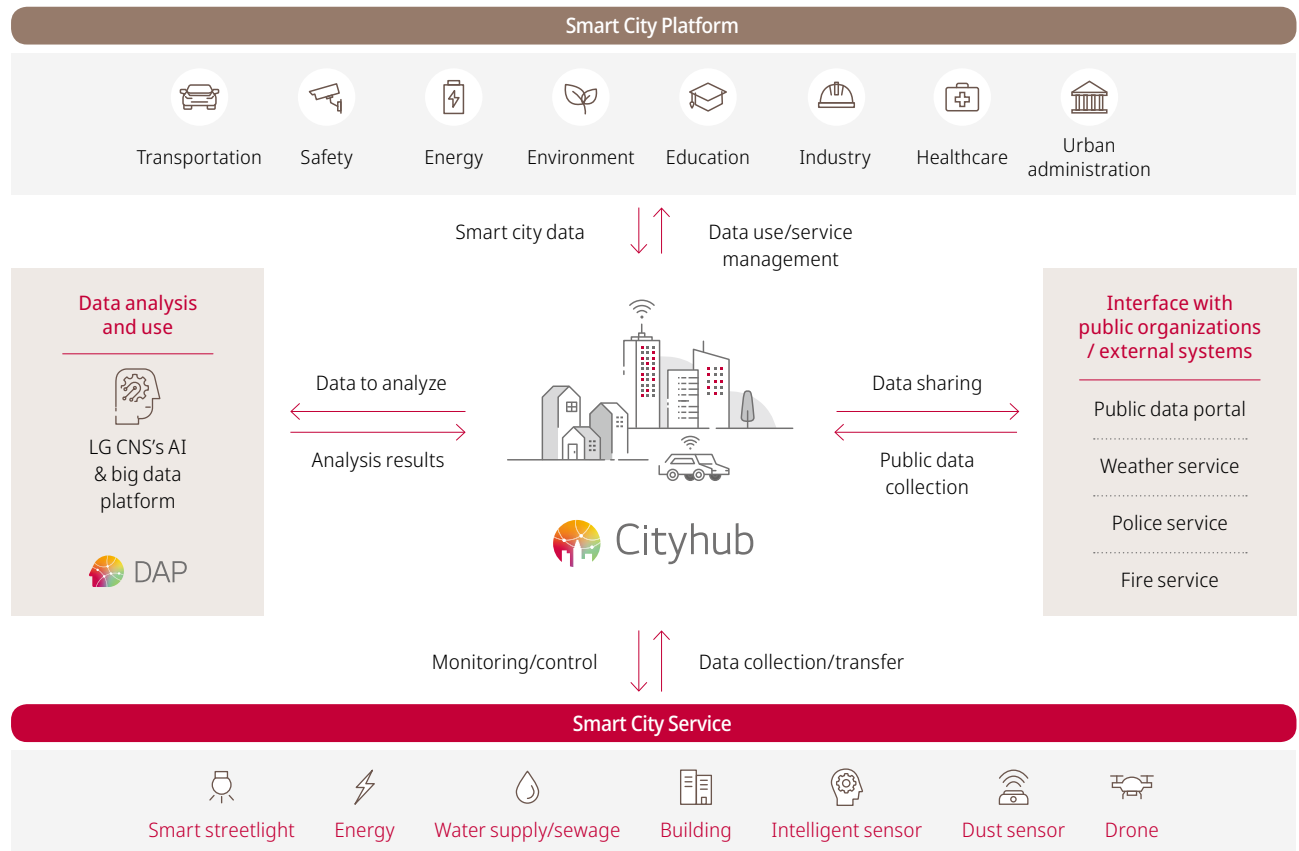 Smart City Platform
Transportation
Safety
Energy
Environment
Education
Industry
Healthcare
Urban
administration
Smart city data
Data use/service
management
Data analysis
and use
LG CNS's AI
& big data
platform
DAP
Data to analyze
Analysis results
Cityhub
Data sharing
Public data
collection
Interface with
public organizations
/ external systems
Public data portal
Weather service
Police service
Fire service
Monitoring/control
Data collection/transfer
Smart City Service
Smart streetlight
Energy
Water supply/sewage
Building
Intelligent sensor
Dust sensor
Drone